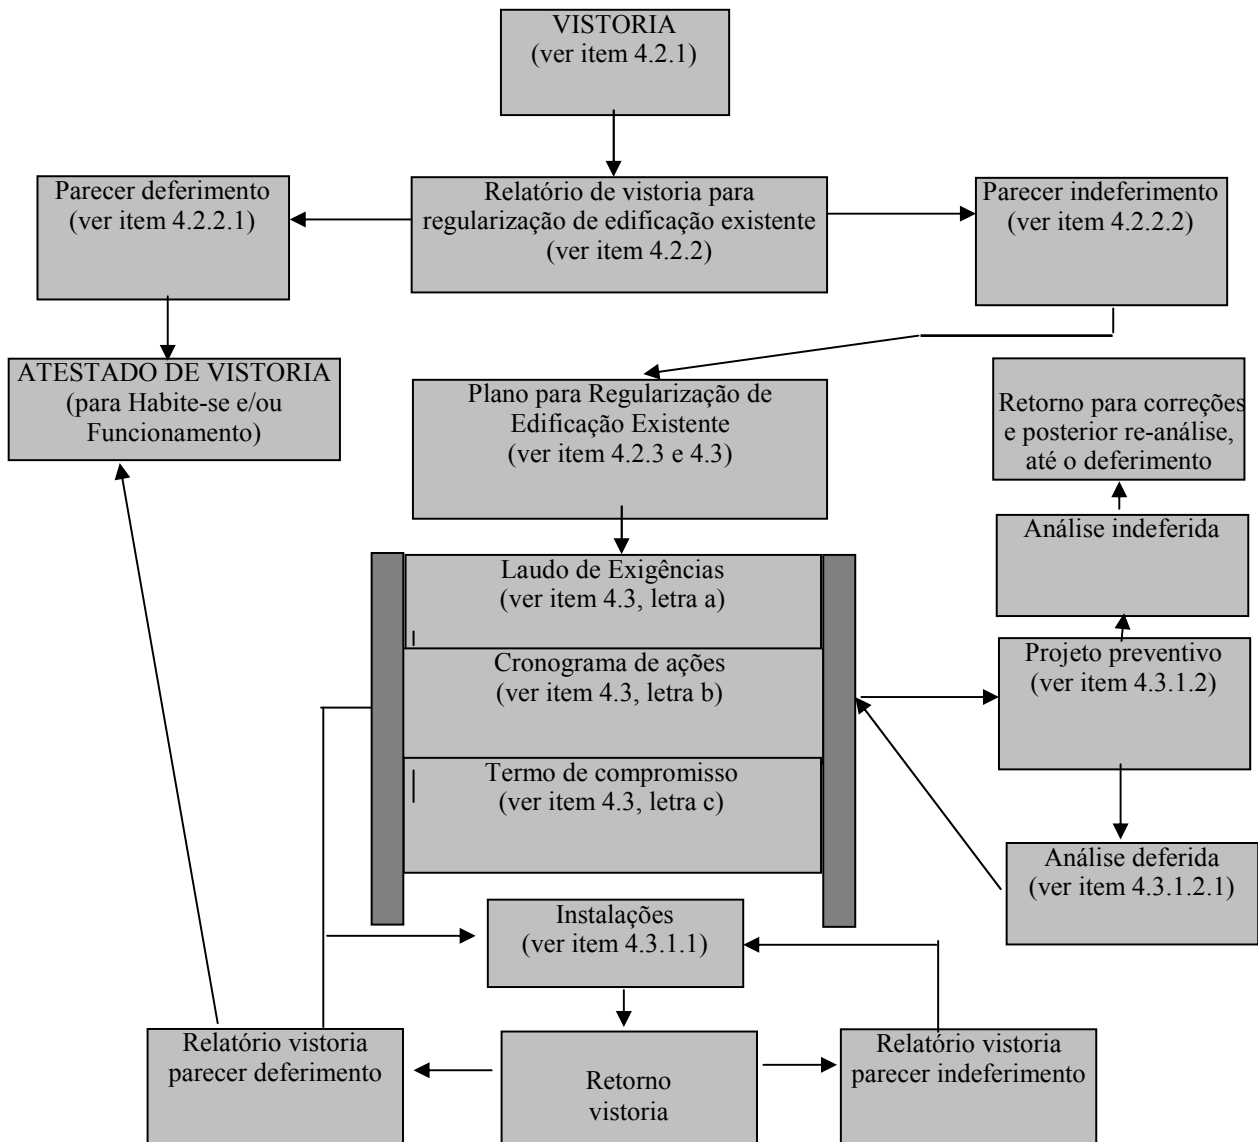 VISTORIA
(ver item 4.2.1)
Parecer deferimento
(ver item 4.2.2.1)
Relatório de vistoria para
regularização de edificação existente
(ver item 4.2.2)
Parecer indeferimento
(ver item 4.2.2.2)
ATESTADO DE VISTORIA
(para Habite-se e/ou
Funcionamento)
Plano para Regularização de
Edificação Existente
(ver item 4.2.3 e 4.3)
Retorno para correções
e posterior re-análise,
até o deferimento
Análise indeferida
Laudo de Exigências
(ver item 4.3, letra a)
Cronograma de ações
(ver item 4.3, letra b)
Projeto preventivo
(ver item 4.3.1.2)
Termo de compromisso
(ver item 4.3, letra c)
Análise deferida
(ver item 4.3.1.2.1)
Instalações
(ver item 4.3.1.1)
Relatório vistoria
parecer deferimento
Retorno
vistoria
Relatório vistoria
parecer indeferimento